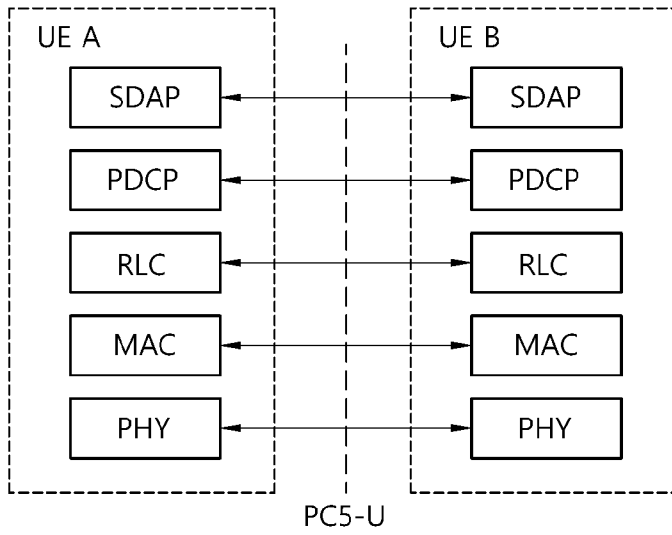 UE A
UE B
SDAP
SDAP
PDCP
PDCP
RLC
RLC
MAC
MAC
PHY
PHY
PC5-U